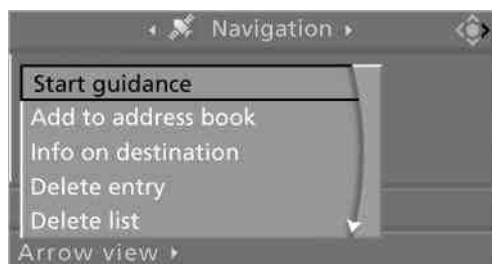 Navigation
Start guidance
Add to address book
Info on destination
Delete entry
Delete list
Arrow view